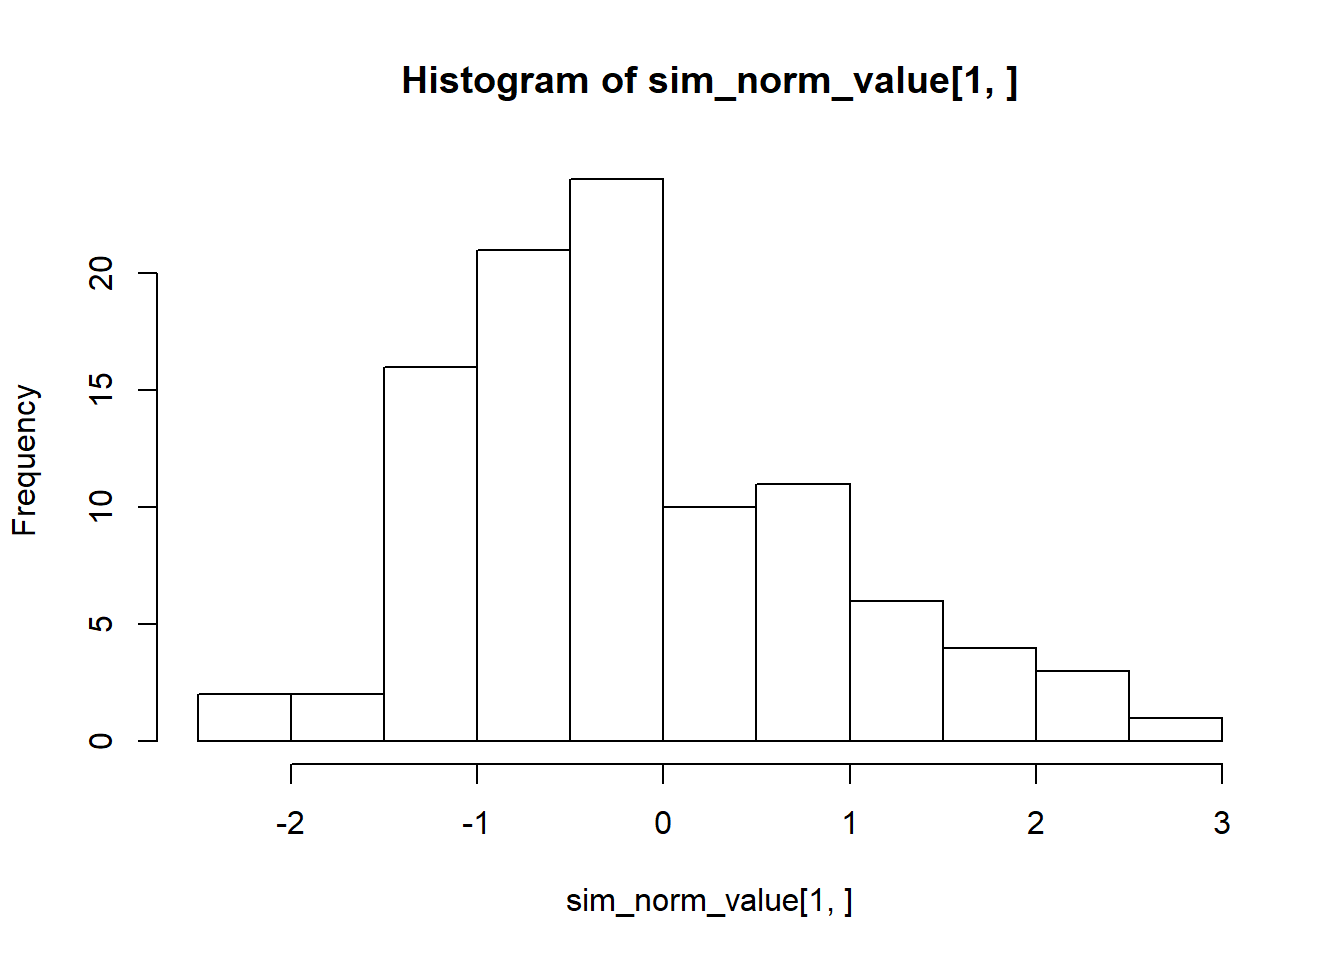 Histogram of sim_norm_value[1, ]
Frequency
20
15
10
5
0
-2 -1 0 1 2 3
sim_norm_value[1, ]